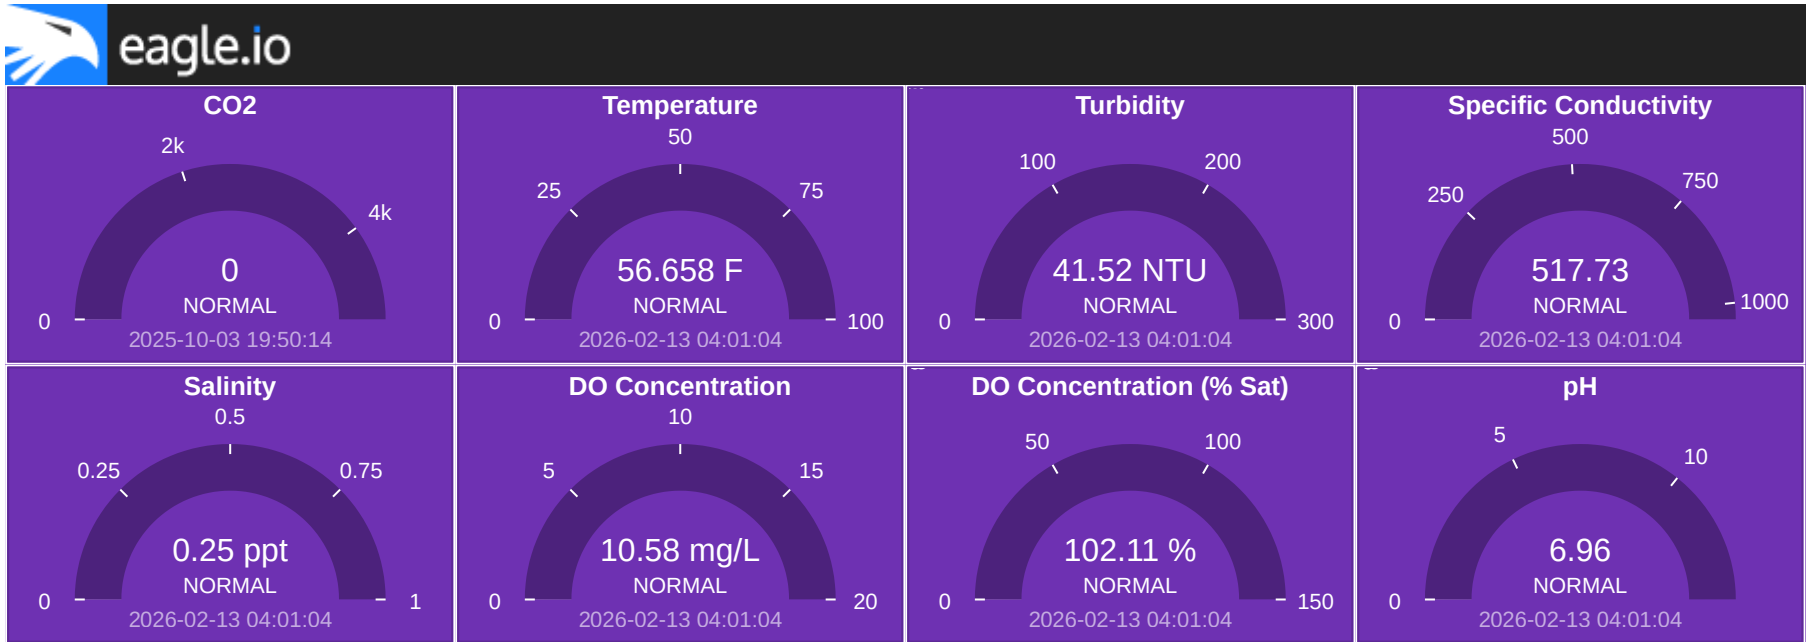 eagle.io
CO2
2k
4k
0
0
NORMAL
2025-10-03 19:50:14
Temperature
50
25
75
56.658 F
NORMAL
0
100
2026-02-13 04:01:04
Turbidity
100
200
41.52 NTU
NORMAL
0
300
2026-02-13 04:01:04
Specific Conductivity
500
250
750
517.73
NORMAL
0
1000
2026-02-13 04:01:04
Salinity
0.5
0.25
0.75
0.25 ppt
NORMAL
0
1
2026-02-13 04:01:04
DO Concentration
10
5
15
10.58 mg/L
NORMAL
0
20
2026-02-13 04:01:04
DO Concentration (% Sat)
50
100
102.11 %
NORMAL
0
150
2026-02-13 04:01:04
pH
5
10
6.96
NORMAL
0
2026-02-13 04:01:04